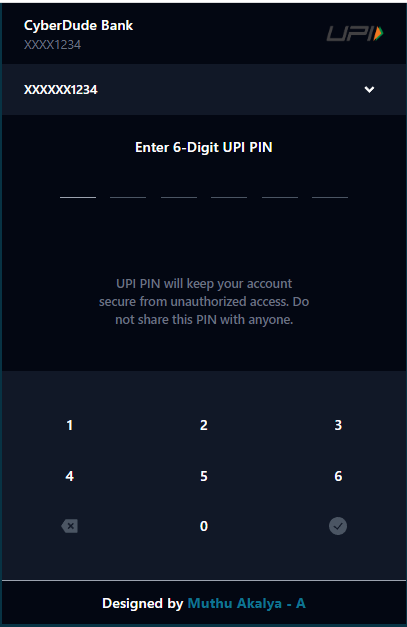 CyberDude Bank
XXXX1234
UPI
XXXXXX1234
Enter 6-Digit UPI PIN
UPI PIN will keep your account
secure from unauthorized access. Do
not share this PIN with anyone.
1 2 3
4 5 6
0
Designed by Muthu Akalya - A